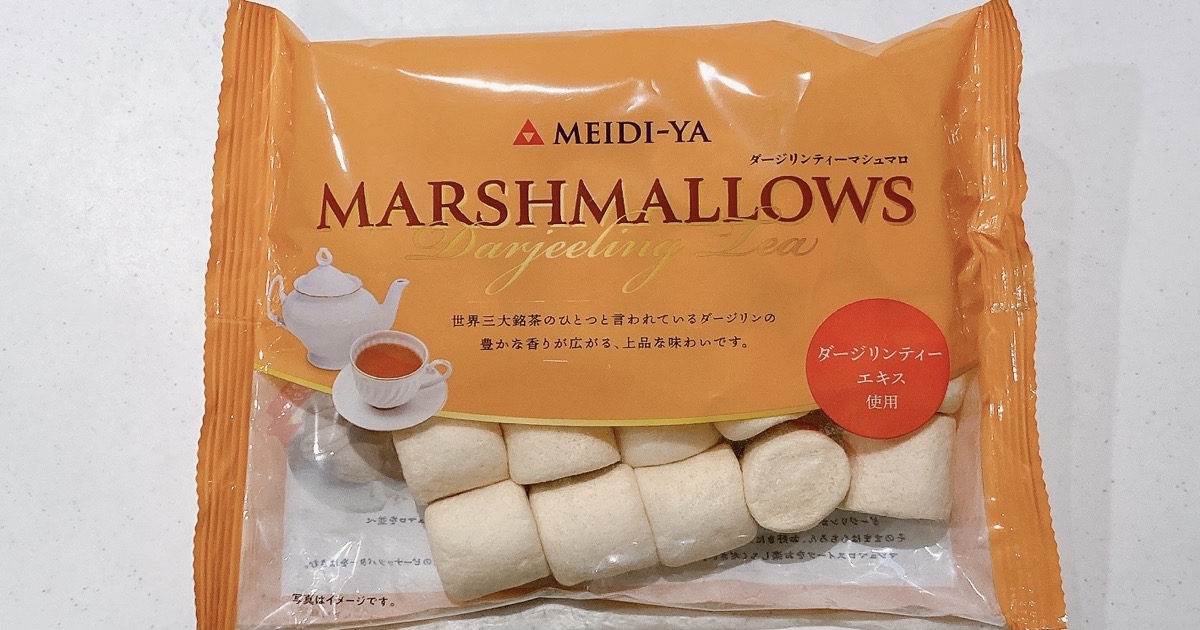 MEIDI-YA
ダージリンティーマシュマロ
MARSHMALLOWS
Darjeeling Tea
世界三大銘茶のひとつと言われているダージリンの
豊かな香りが広がる、上品な味わいです。
ダージリンティー
エキス
使用
写真はイメージです。